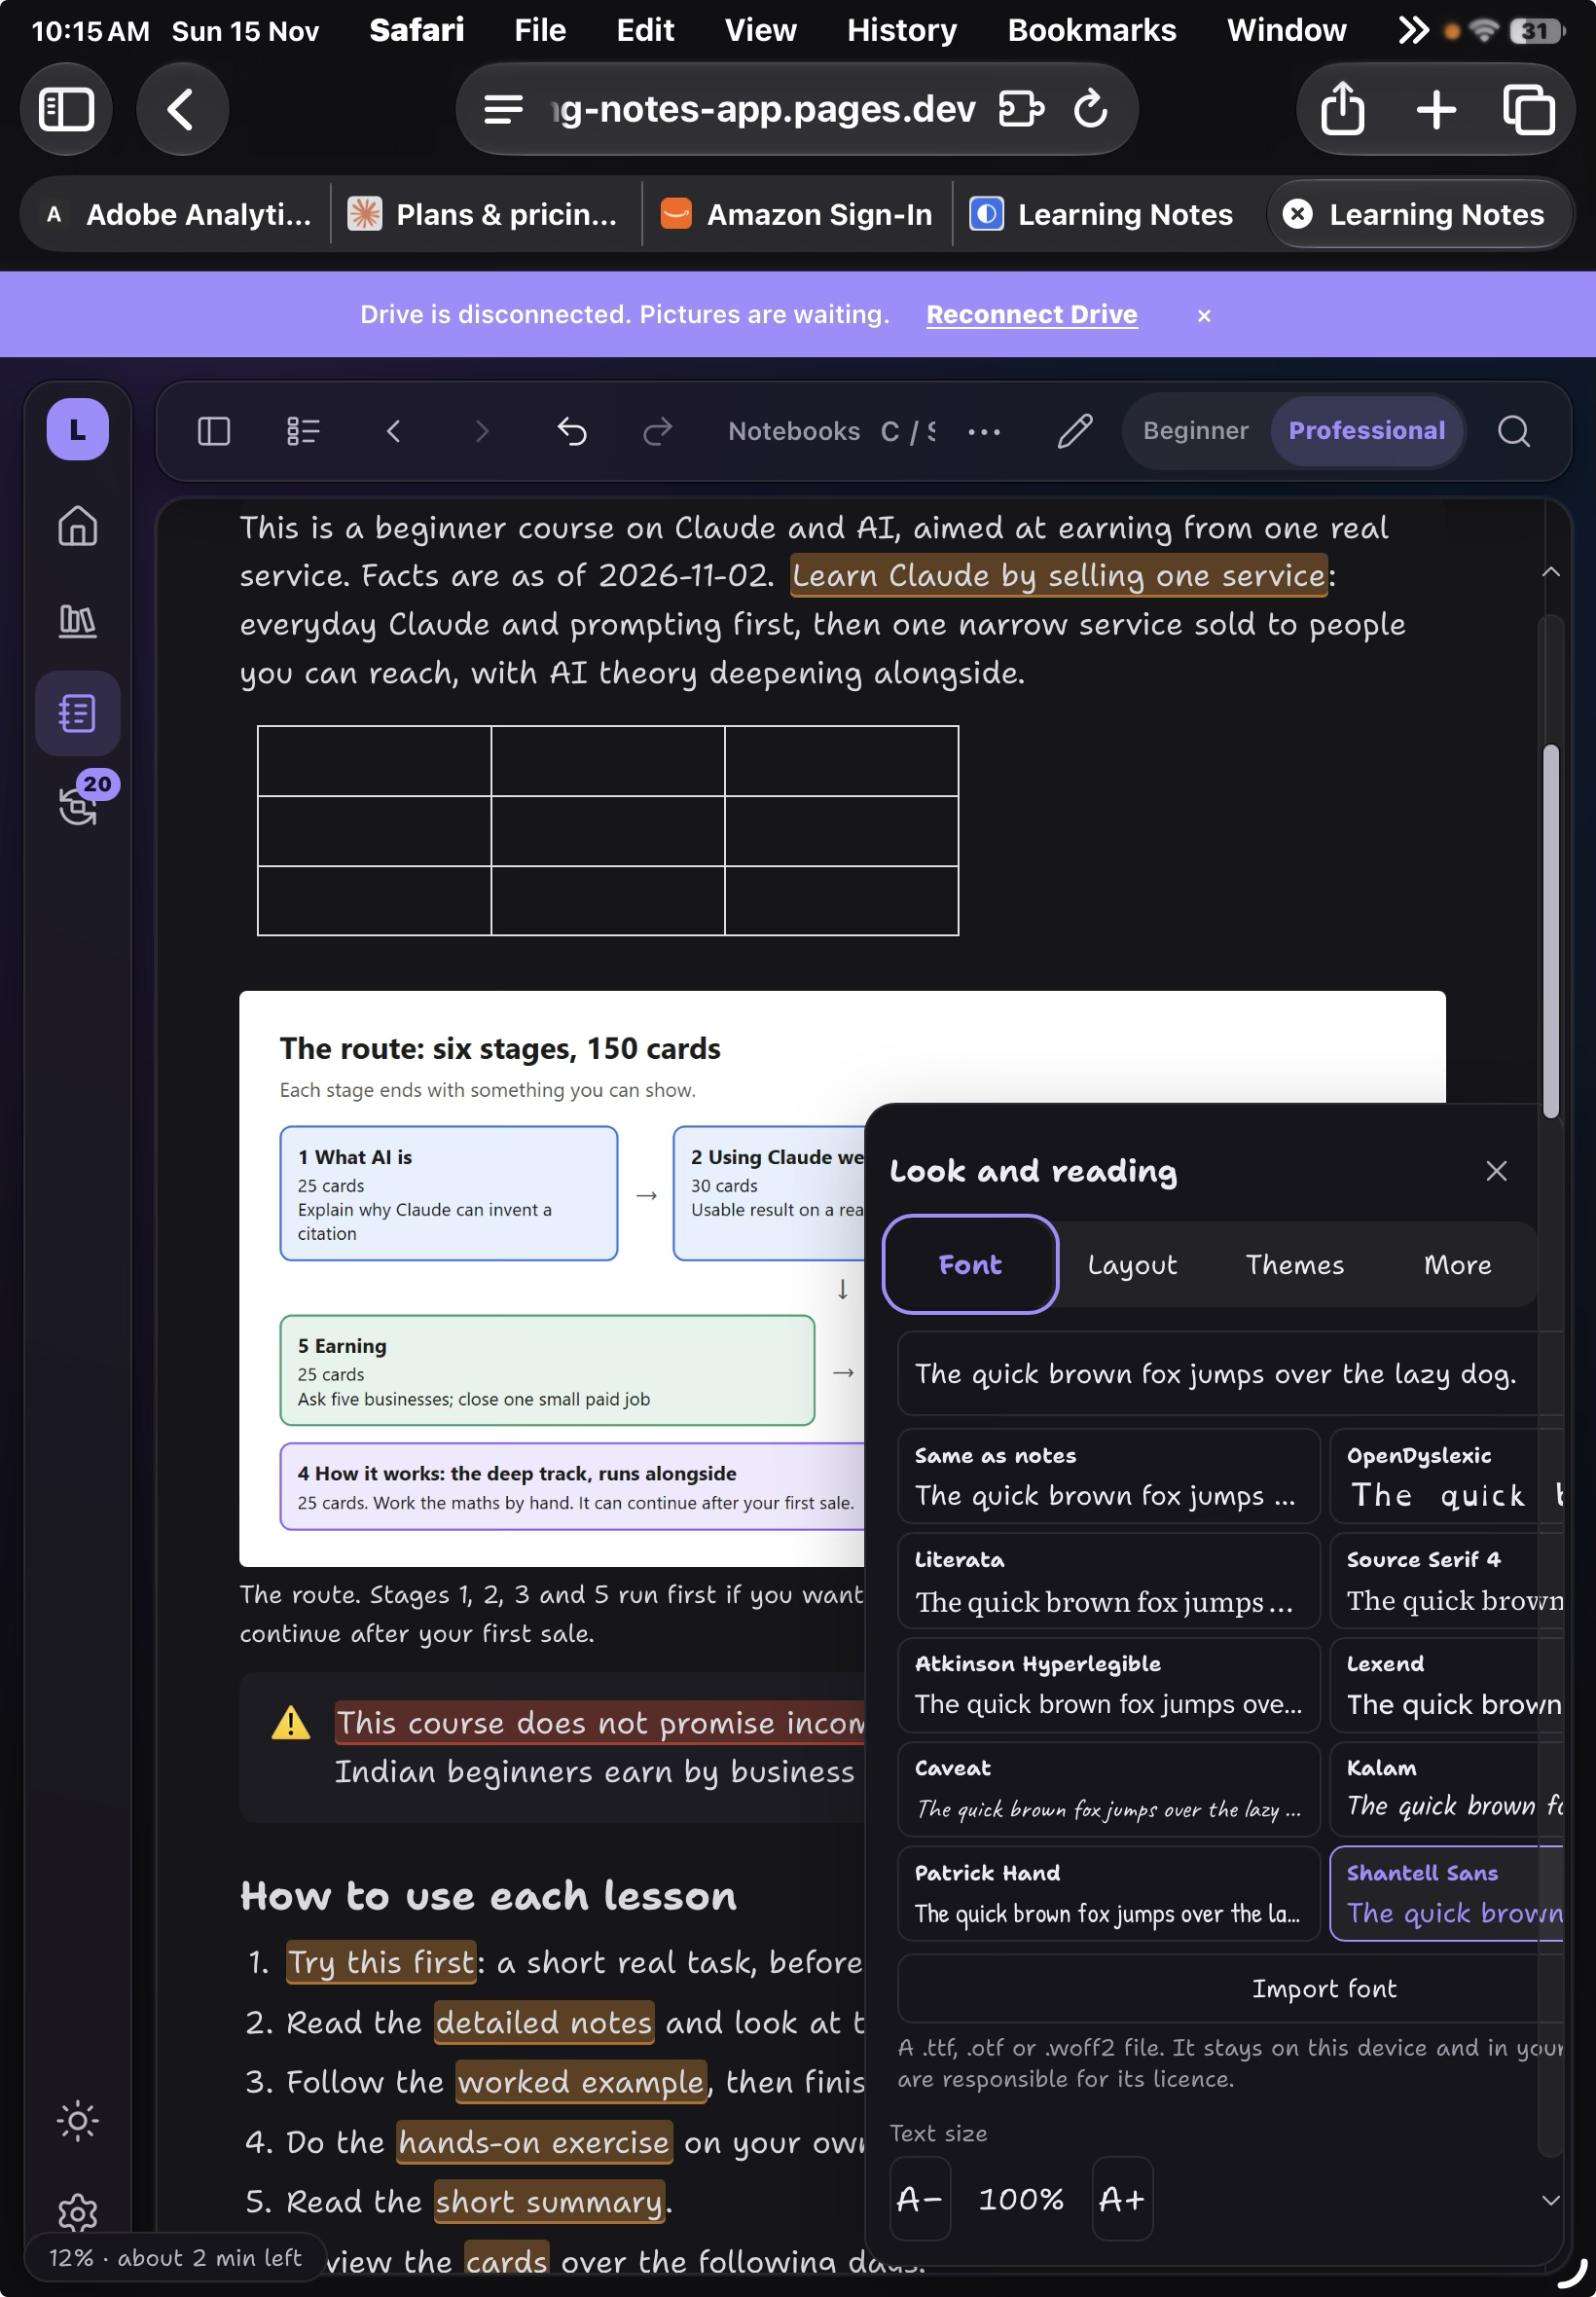 10:15 AM Sun 15 Nov Safari File Edit View History Bookmarks Window 31
g-notes-app.pages.dev
A Adobe Analyti... Plans & pricin... Amazon Sign-In Learning Notes Learning Notes
Drive is disconnected. Pictures are waiting. Reconnect Drive ×
L Notebooks C / Beginner Professional
20
This is a beginner course on Claude and AI, aimed at earning from one real
service. Facts are as of 2026-11-02. Learn Claude by selling one service:
everyday Claude and prompting first, then one narrow service sold to people
you can reach, with AI theory deepening alongside.
The route: six stages, 150 cards
Each stage ends with something you can show.
1 What AI is
25 cards
Explain why Claude can invent a
citation
→
2 Using Claude we
30 cards
Usable result on a rea
↓
5 Earning
25 cards
Ask five businesses; close one small paid job
→
4 How it works: the deep track, runs alongside
25 cards. Work the maths by hand. It can continue after your first sale.
The route. Stages 1, 2, 3 and 5 run first if you want
continue after your first sale.
This course does not promise incom
Indian beginners earn by business
How to use each lesson
1. Try this first: a short real task, before
2. Read the detailed notes and look at t
3. Follow the worked example, then finis
4. Do the hands-on exercise on your own
5. Read the short summary.
view the cards over the following days.
12% · about 2 min left
Look and reading
Font Layout Themes More
The quick brown fox jumps over the lazy dog.
Same as notes
The quick brown fox jumps ...
OpenDyslexic
The quick b
Literata
The quick brown fox jumps ...
Source Serif 4
The quick brown
Atkinson Hyperlegible
The quick brown fox jumps ove...
Lexend
The quick brown
Caveat
The quick brown fox jumps over the lazy ...
Kalam
The quick brown fo
Patrick Hand
The quick brown fox jumps over the la...
Shantell Sans
The quick brown
Import font
A .ttf, .otf or .woff2 file. It stays on this device and in your
are responsible for its licence.
Text size
A− 100% A+